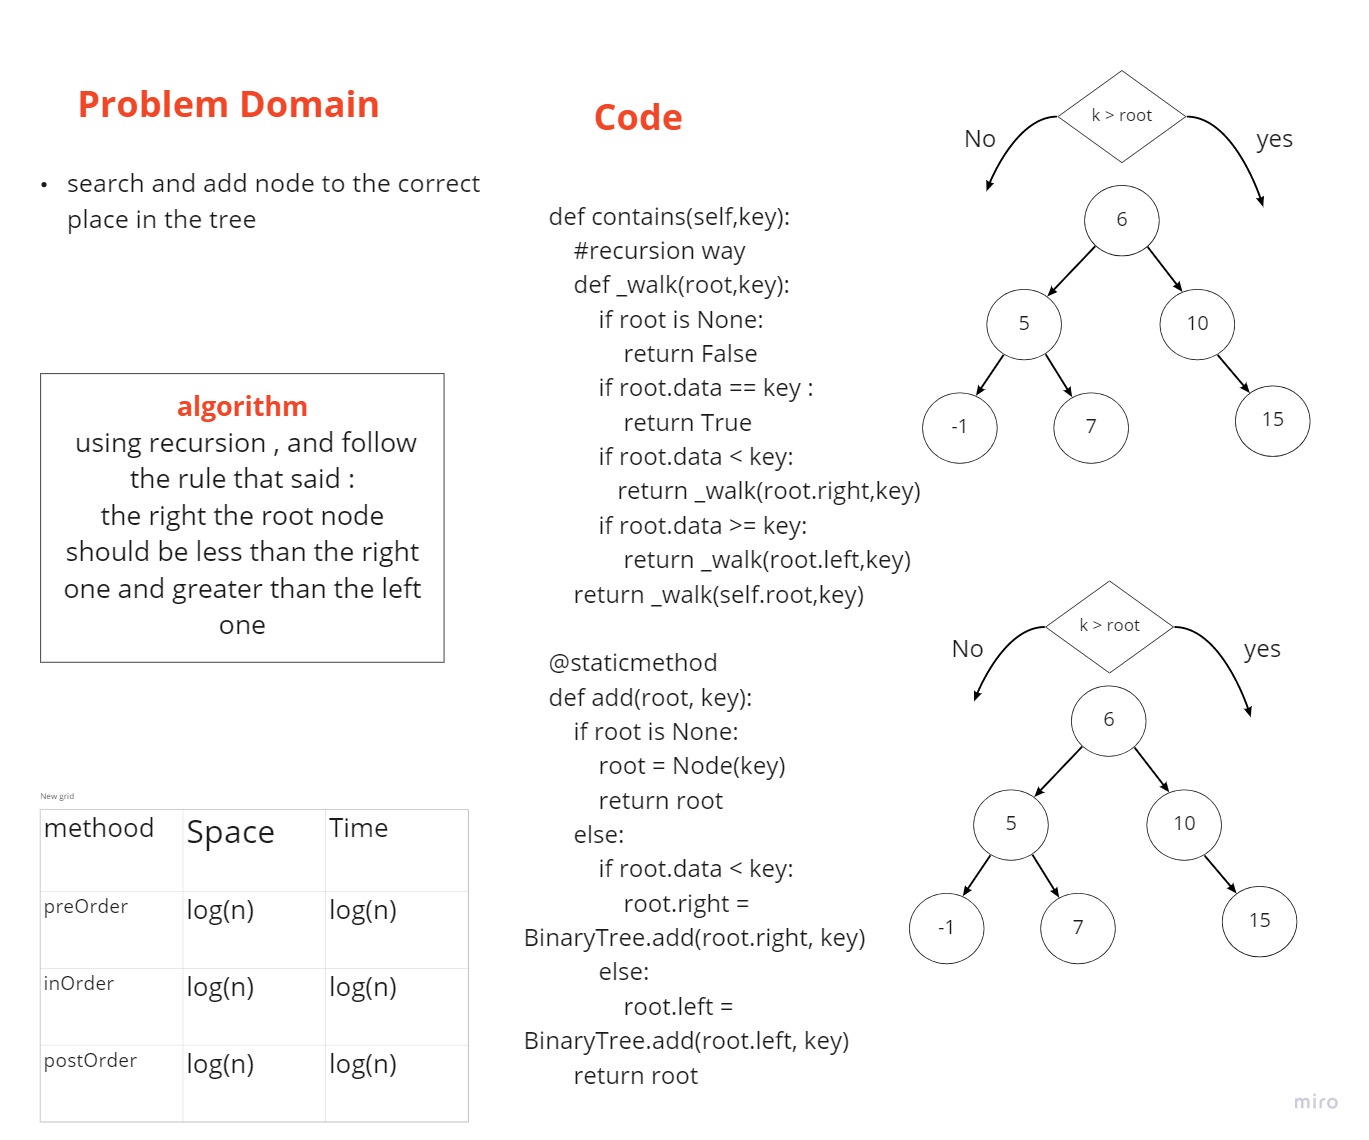 Problem Domain
• search and add node to the correct
place in the tree
algorithm
using recursion , and follow
the rule that said :
the right the root node
should be less than the right
one and greater than the left
one
New grid
methood Space Time
preOrder log(n) log(n)
inOrder log(n) log(n)
postOrder log(n) log(n)
Code
def contains(self,key):
#recursion way
def _walk(root,key):
if root is None:
return False
if root.data == key :
return True
if root.data < key:
return _walk(root.right,key)
if root.data >= key:
return _walk(root.left,key)
return _walk(self.root,key)
@staticmethod
def add(root, key):
if root is None:
root = Node(key)
return root
else:
if root.data < key:
root.right =
BinaryTree.add(root.right, key)
else:
root.left =
BinaryTree.add(root.left, key)
return root
k > root
No yes
6
5 10
-1 7 15
k > root
No yes
6
5 10
-1 7 15
miro